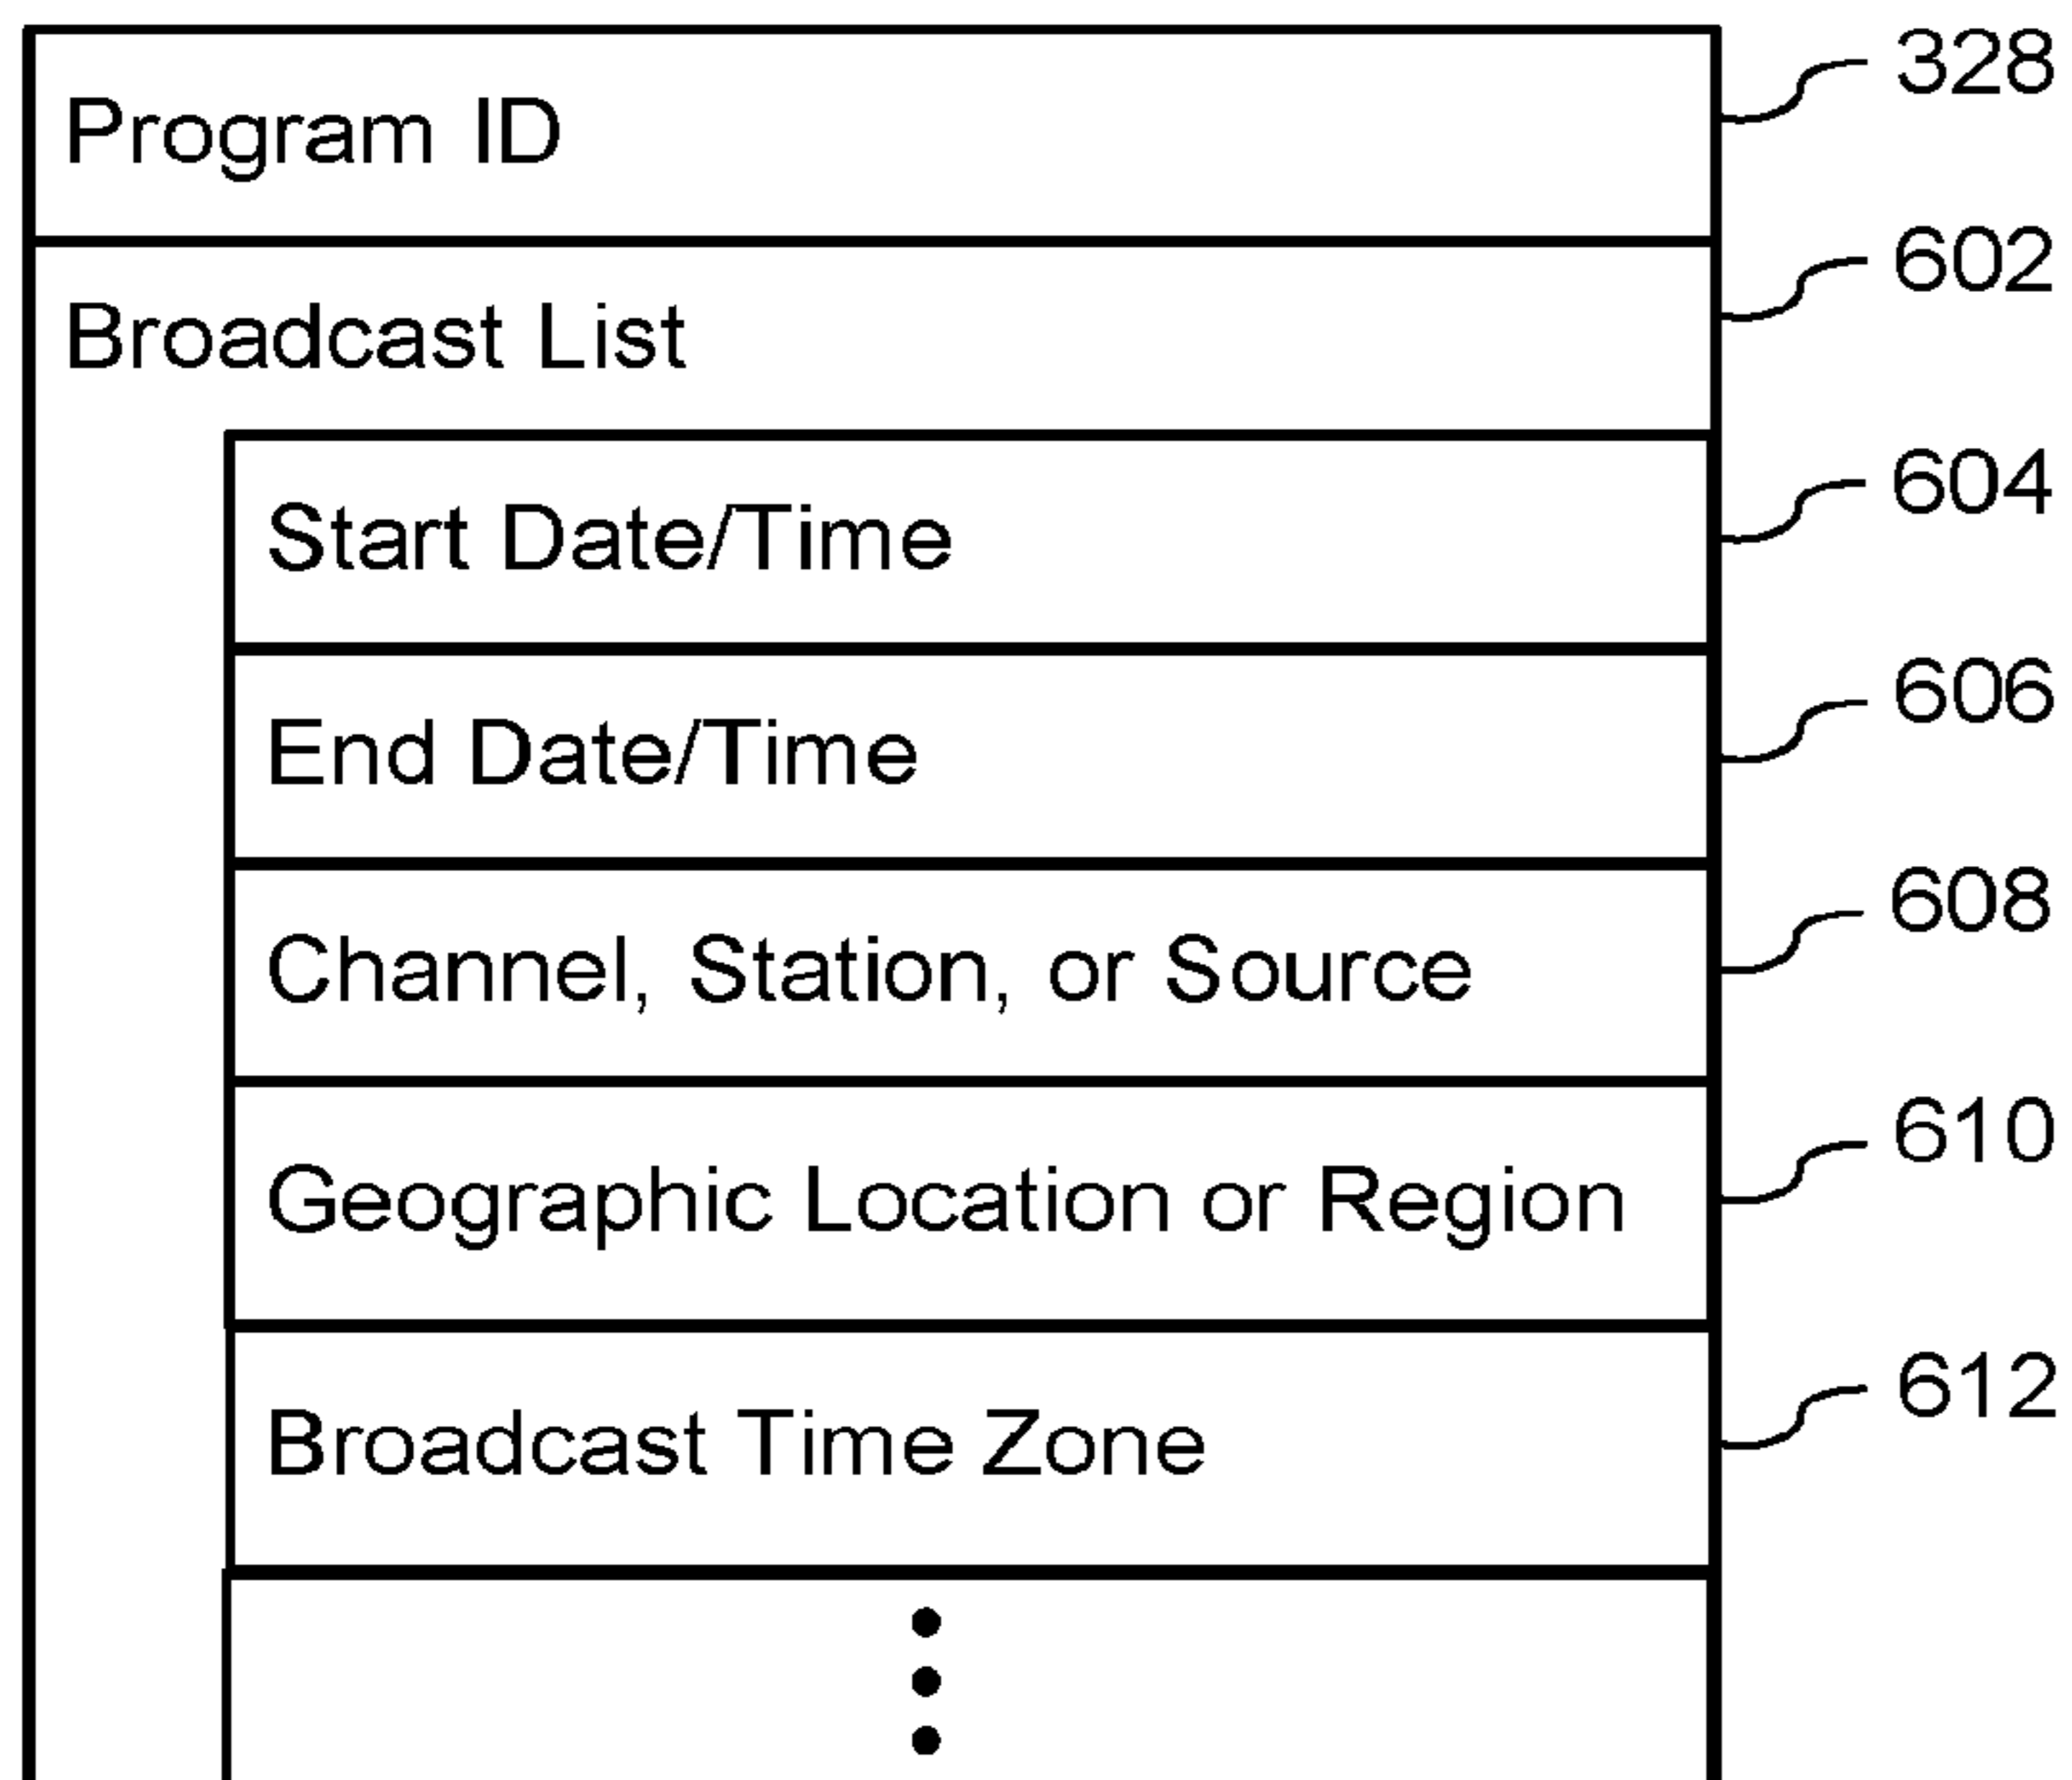 Program ID 328
Broadcast List 602
Start Date/Time 604
End Date/Time 606
Channel, Station, or Source 608
Geographic Location or Region 610
Broadcast Time Zone 612